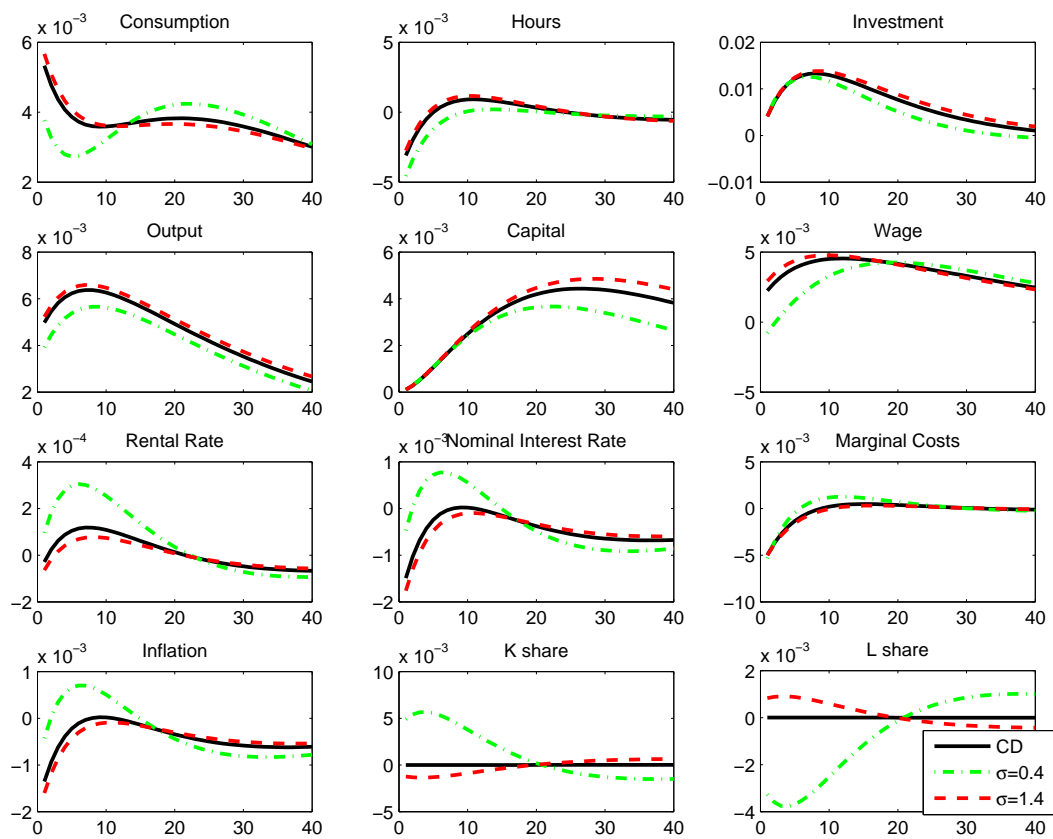 Consumption
x 10−3
6
4
2
0 10 20 30 40
Hours
x 10−3
5
0
−5
0 10 20 30 40
Investment
0.02
0.01
0
−0.01
0 10 20 30 40
Output
x 10−3
8
6
4
2
0 10 20 30 40
Capital
x 10−3
6
4
2
0
0 10 20 30 40
Wage
x 10−3
5
0
−5
0 10 20 30 40
Rental Rate
x 10−4
4
2
0
−2
0 10 20 30 40
Nominal Interest Rate
x 10−3
1
0
−1
−2
0 10 20 30 40
Marginal Costs
x 10−3
5
0
−5
−10
0 10 20 30 40
Inflation
x 10−3
1
0
−1
−2
0 10 20 30 40
K share
x 10−3
10
5
0
−5
0 10 20 30 40
L share
x 10−3
2
0
−2
−4
0 10 20 30 40
CD
σ=0.4
σ=1.4